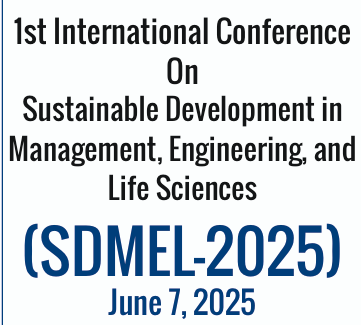 1st International Conference
On
Sustainable Development in
Management, Engineering, and
Life Sciences
(SDMEL-2025)
June 7, 2025